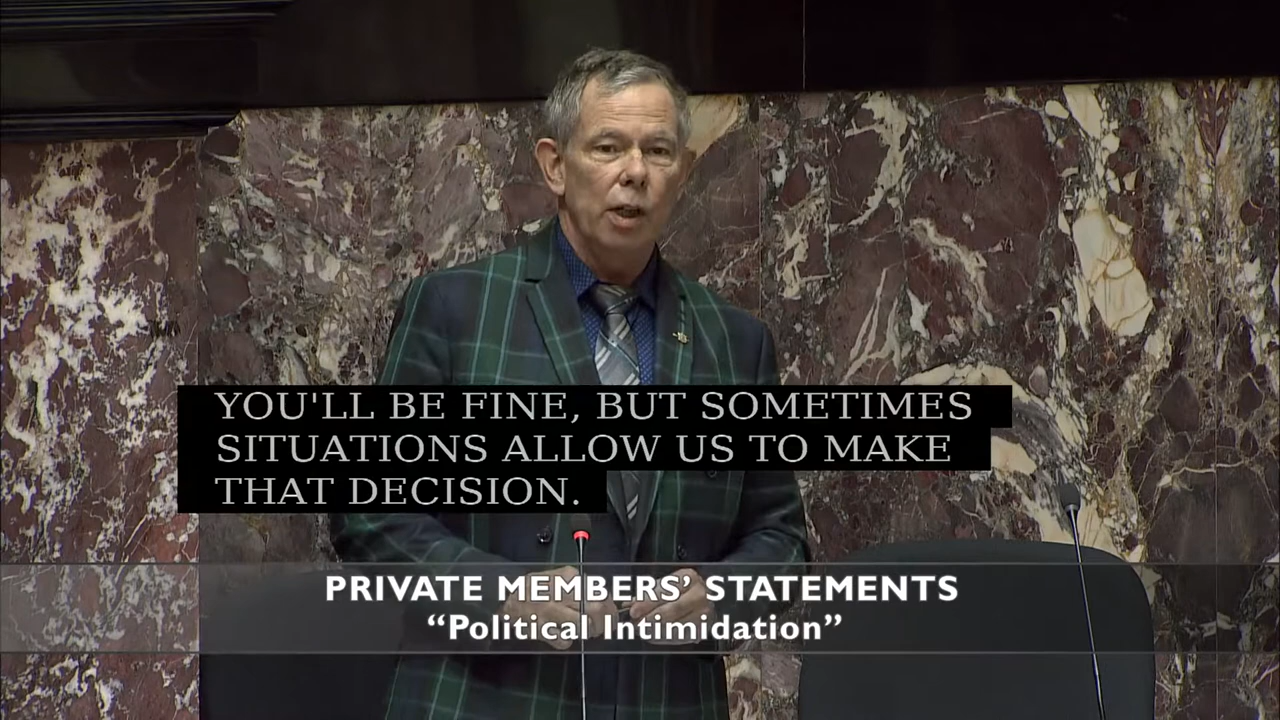 YOU'LL BE FINE, BUT SOMETIMES
SITUATIONS ALLOW US TO MAKE
THAT DECISION.
PRIVATE MEMBERS’ STATEMENTS
“Political Intimidation”